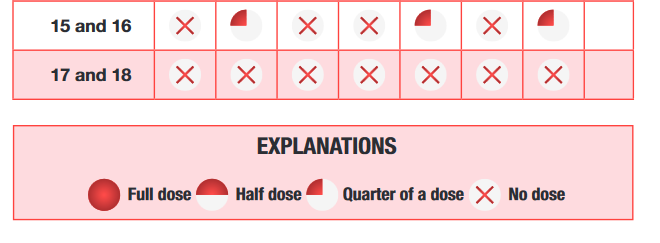 15 and 16
17 and 18
EXPLANATIONS
Full dose Half dose Quarter of a dose No dose